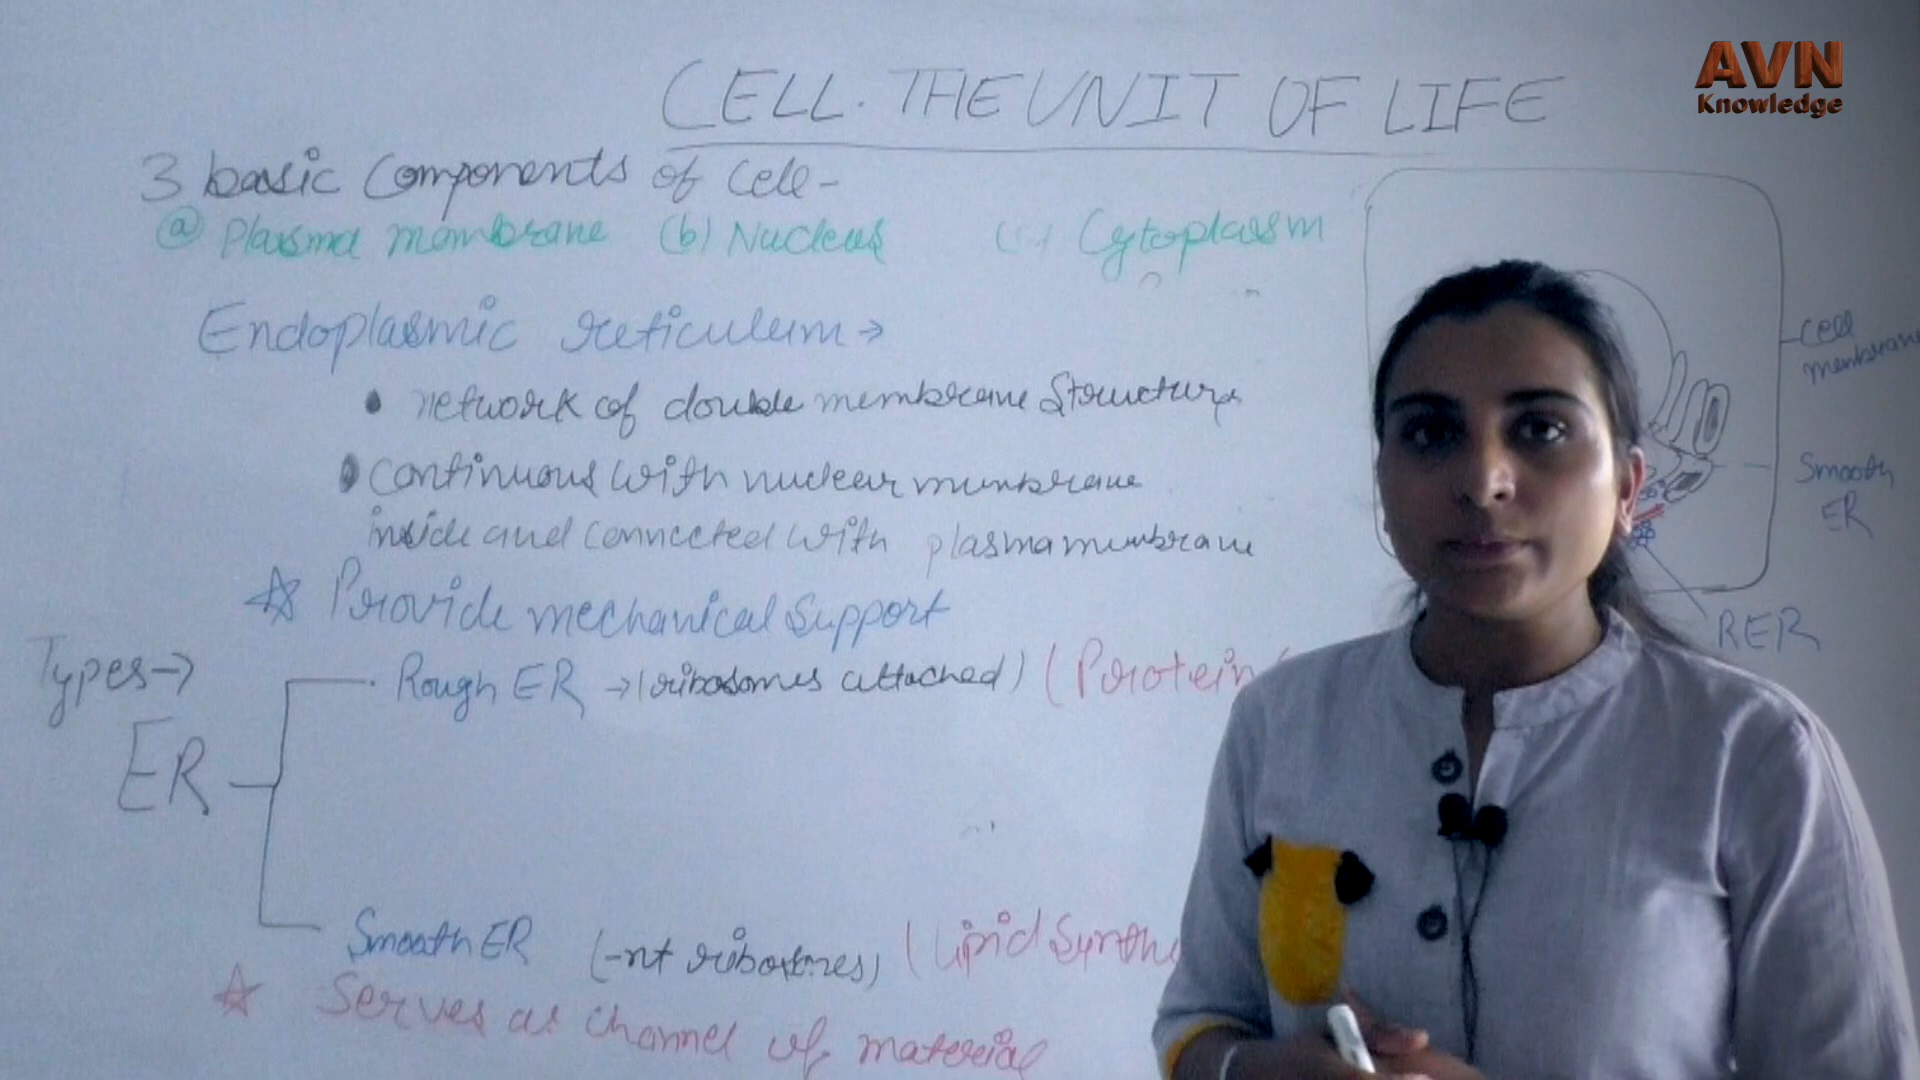 AVN
Knowledge
CELL. THE UNIT OF LIFE
3 basic Components of Cell-
(a) Plasma membrane (b) Nucleus (c) Cytoplasm
Endoplasmic reticulum →
• network of double membrane Structure
• Continuous with nuclear membrane
inside and connected with plasma membrane
☆ Provide mechanical Support
Types →
Rough ER → (ribosomes attached) (Protein
ER
Smooth ER (-nt ribosomes) (Lipid Synthe
☆ Serves as channel of material
Cell
membrane
Smooth
ER
RER